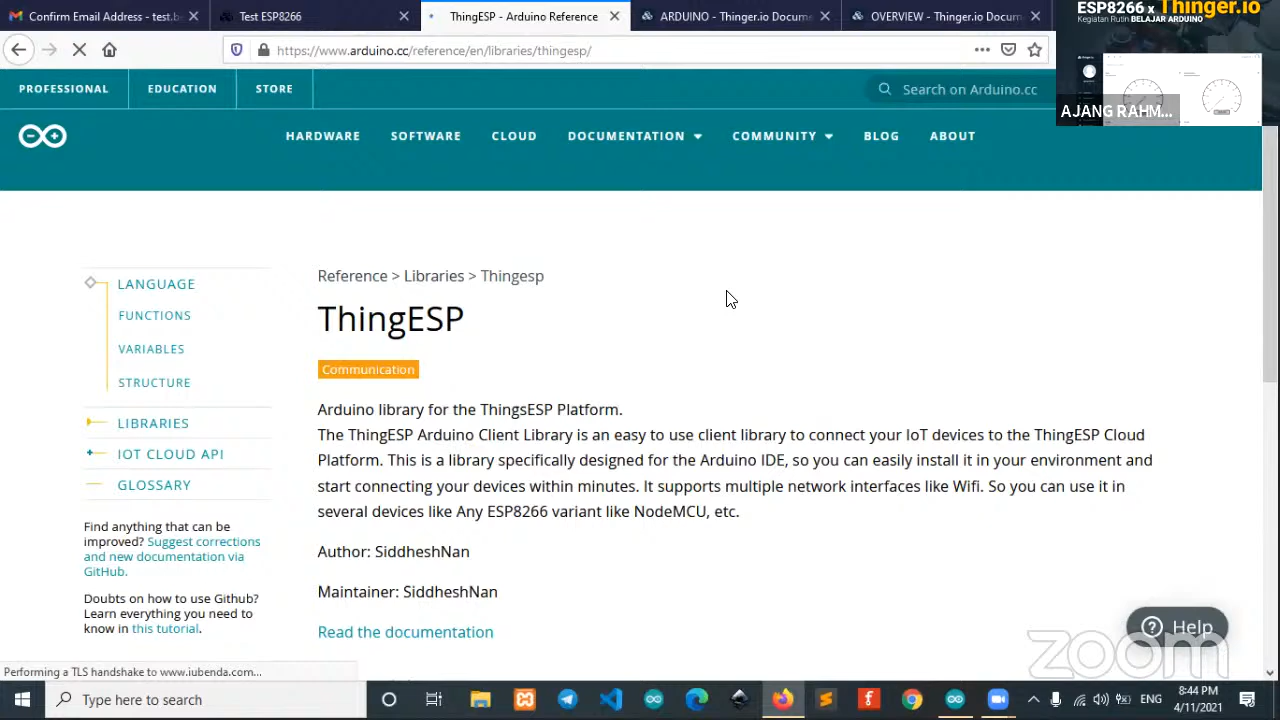 Confirm Email Address - test.be
Test ESP8266
ThingESP - Arduino Reference
ARDUINO - Thinger.io Docum
OVERVIEW - Thinger.io Docum
ESP8266 x Thinger.io
Kegiatan Rutin BELAJAR ARDUINO
https://www.arduino.cc/reference/en/libraries/thingesp/
PROFESSIONAL
EDUCATION
STORE
Search on Arduino.cc
AJANG RAHM...
HARDWARE
SOFTWARE
CLOUD
DOCUMENTATION
COMMUNITY
BLOG
ABOUT
LANGUAGE
FUNCTIONS
VARIABLES
STRUCTURE
LIBRARIES
IOT CLOUD API
GLOSSARY
Find anything that can be
improved? Suggest corrections
and new documentation via
GitHub.
Doubts on how to use Github?
Learn everything you need to
know in this tutorial.
Reference > Libraries > Thingesp
ThingESP
Communication
Arduino library for the ThingsESP Platform.
The ThingESP Arduino Client Library is an easy to use client library to connect your IoT devices to the ThingESP Cloud
Platform. This is a library specifically designed for the Arduino IDE, so you can easily install it in your environment and
start connecting your devices within minutes. It supports multiple network interfaces like Wifi. So you can use it in
several devices like Any ESP8266 variant like NodeMCU, etc.
Author: SiddheshNan
Maintainer: SiddheshNan
Read the documentation
Help
zoom
Performing a TLS handshake to www.iubenda.com...
Type here to search
ENG
8:44 PM
4/11/2021